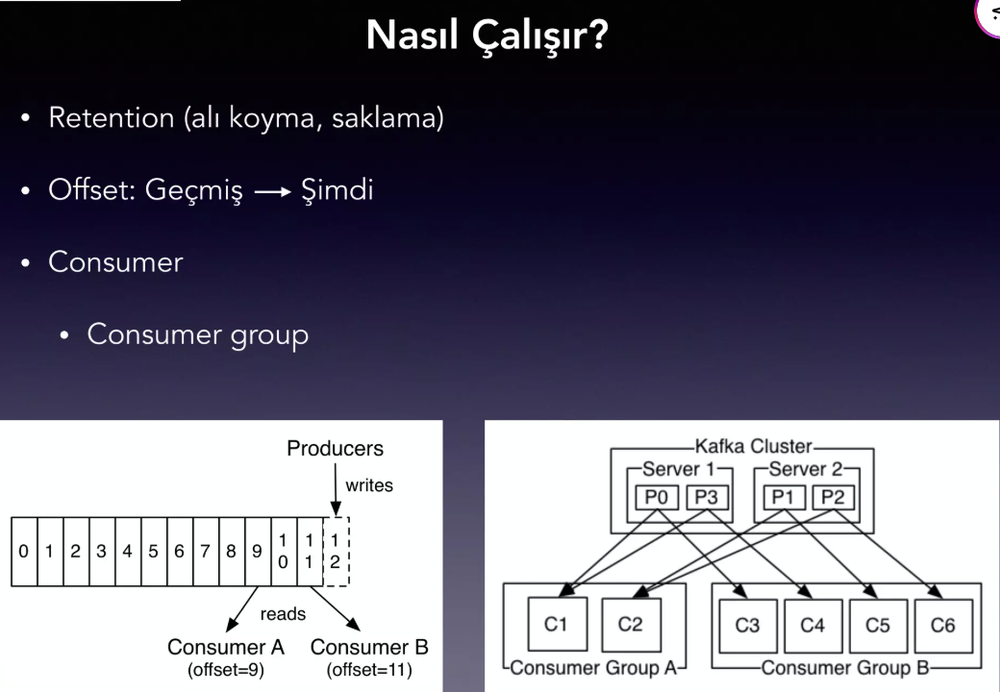 Nasıl Çalışır?
• Retention (alı koyma, saklama)
• Offset: Geçmiş → Şimdi
• Consumer
• Consumer group
Producers
writes
0 1 2 3 4 5 6 7 8 9 10 11 12
reads
Consumer A Consumer B
(offset=9) (offset=11)
Kafka Cluster
Server 1 Server 2
P0 P3 P1 P2
C1 C2 C3 C4 C5 C6
Consumer Group A Consumer Group B